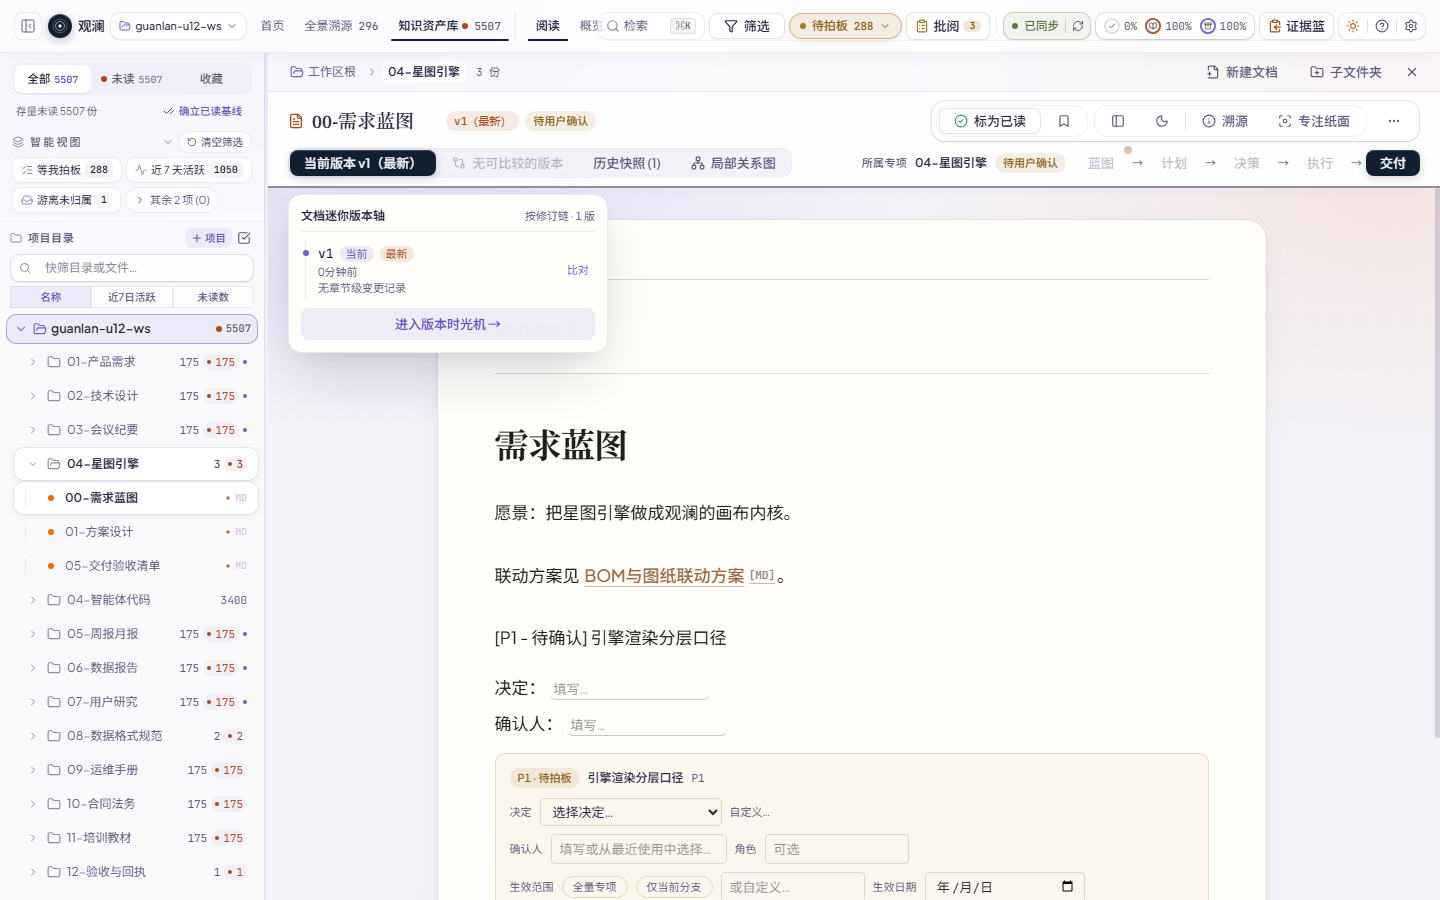 观澜 guanlan-u12-ws 首页 全景溯源 296 知识资产库 5507 阅读 概览 检索 ⌘K 筛选 待拍板 288 批阅 3 已同步 0% 100% 100% 证据篮
全部 5507 未读 5507 收藏
存量未读 5507 份 确立已读基线
智能视图 清空筛选
等我拍板 288 近 7 天活跃 1050
游离未归属 1 其余 2 项 (0)
项目目录 + 项目
快筛目录或文件...
名称 近7日活跃 未读数
guanlan-u12-ws 5507
01-产品需求 175 175
02-技术设计 175 175
03-会议纪要 175 175
04-星图引擎 3 3
00-需求蓝图 MD
01-方案设计 MD
05-交付验收清单 MD
04-智能体代码 3400
05-周报月报 175 175
06-数据报告 175 175
07-用户研究 175 175
08-数据格式规范 2 2
09-运维手册 175 175
10-合同法务 175 175
11-培训教材 175 175
12-验收与回执 1 1
工作区根 04-星图引擎 3 份 新建文档 子文件夹
00-需求蓝图 v1（最新） 待用户确认 标为已读 溯源 专注纸面
当前版本 v1（最新） 无可比较的版本 历史快照 (1) 局部关系图 所属专项 04-星图引擎 待用户确认 蓝图 → 计划 → 决策 → 执行 → 交付
文档迷你版本轴 按修订链 · 1 版
v1 当前 最新
0分钟前 比对
无章节级变更记录
进入版本时光机 →
需求蓝图
愿景：把星图引擎做成观澜的画布内核。
联动方案见 BOM与图纸联动方案 [MD]。
[P1 - 待确认] 引擎渲染分层口径
决定： 填写...
确认人： 填写...
P1 · 待拍板 引擎渲染分层口径 P1
决定 选择决定... 自定义...
确认人 填写或从最近使用中选择... 角色 可选
生效范围 全量专项 仅当前分支 或自定义... 生效日期 年 /月/日